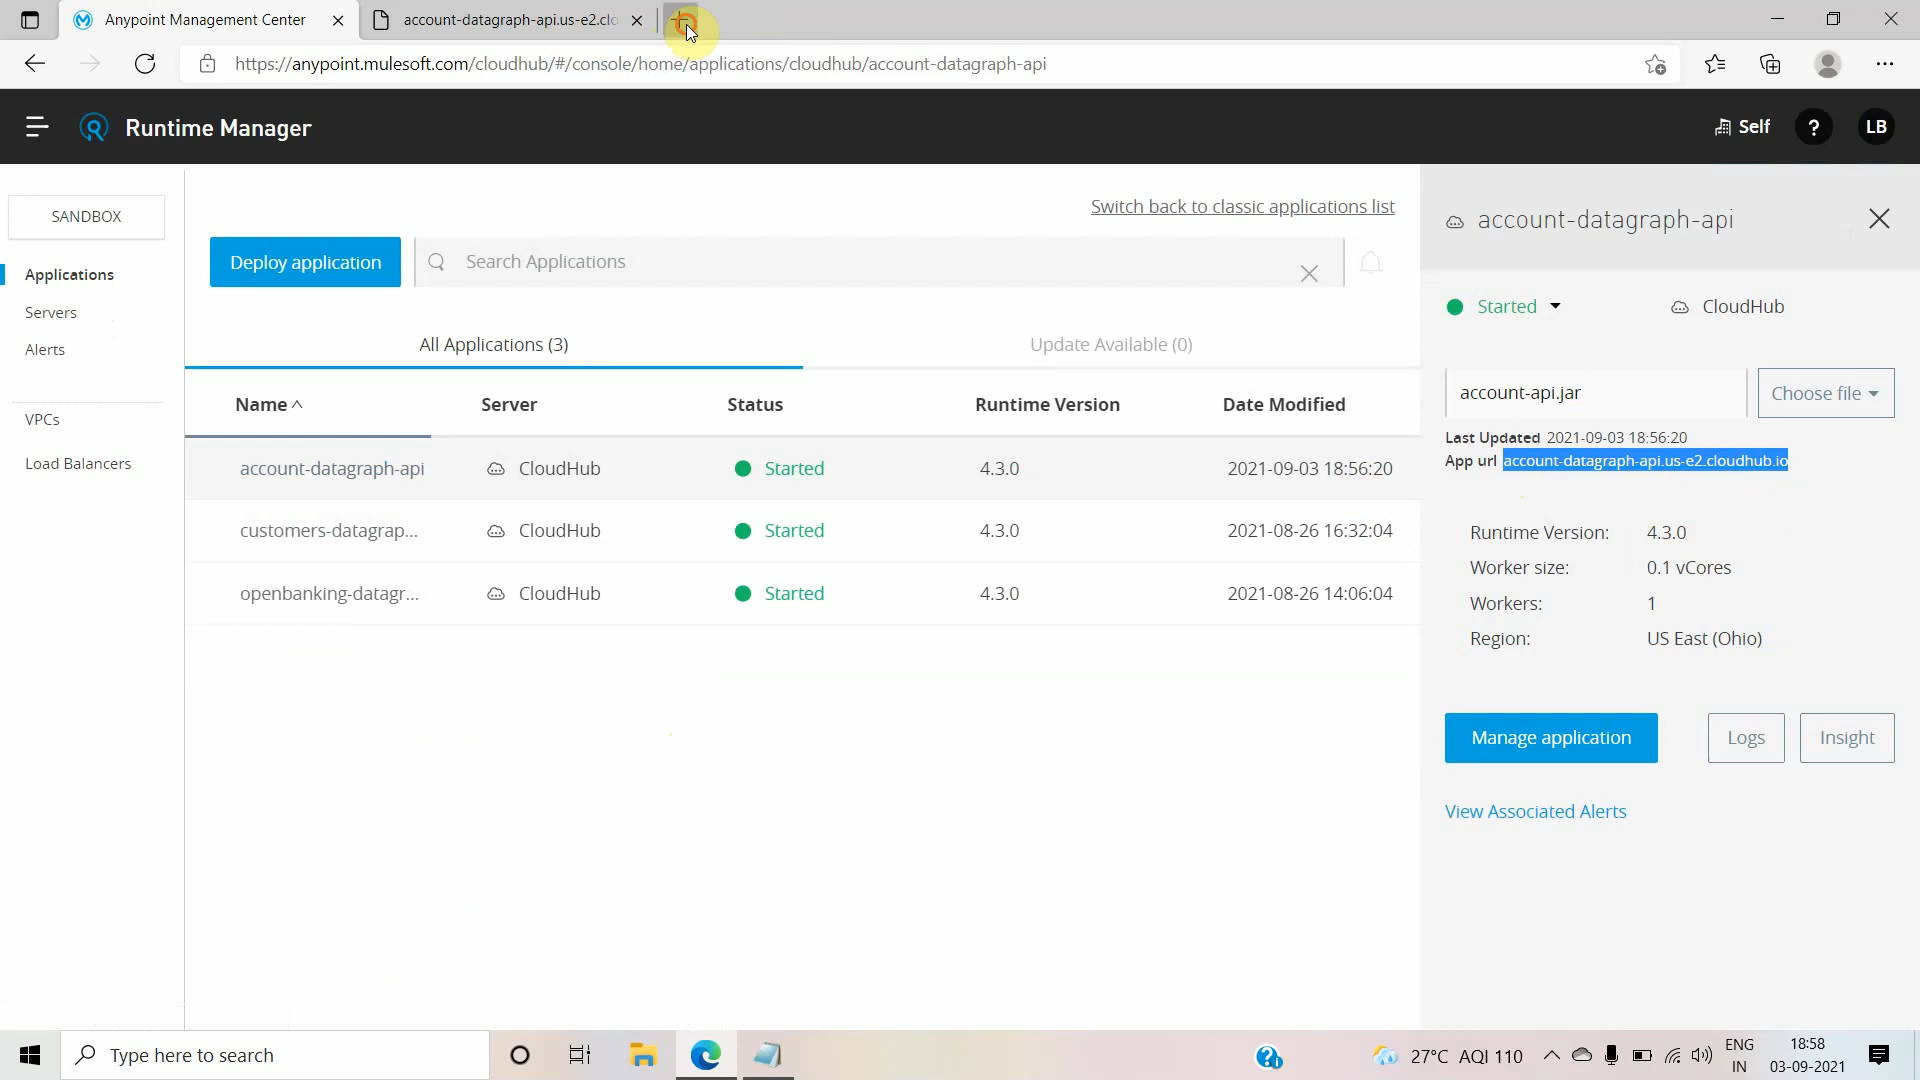 Anypoint Management Center
account-datagraph-api.us-e2.clo
https://anypoint.mulesoft.com/cloudhub/#/console/home/applications/cloudhub/account-datagraph-api
Runtime Manager
Self
?
LB
SANDBOX
Applications
Servers
Alerts
VPCs
Load Balancers
Switch back to classic applications list
Deploy application
Search Applications
All Applications (3)
Update Available (0)
Name Server Status Runtime Version Date Modified
account-datagraph-api CloudHub Started 4.3.0 2021-09-03 18:56:20
customers-datagrap... CloudHub Started 4.3.0 2021-08-26 16:32:04
openbanking-datagr... CloudHub Started 4.3.0 2021-08-26 14:06:04
account-datagraph-api
Started
CloudHub
account-api.jar
Choose file
Last Updated 2021-09-03 18:56:20
App url account-datagraph-api.us-e2.cloudhub.io
Runtime Version: 4.3.0
Worker size: 0.1 vCores
Workers: 1
Region: US East (Ohio)
Manage application
Logs
Insight
View Associated Alerts
Type here to search
27°C AQI 110
ENG
IN
18:58
03-09-2021